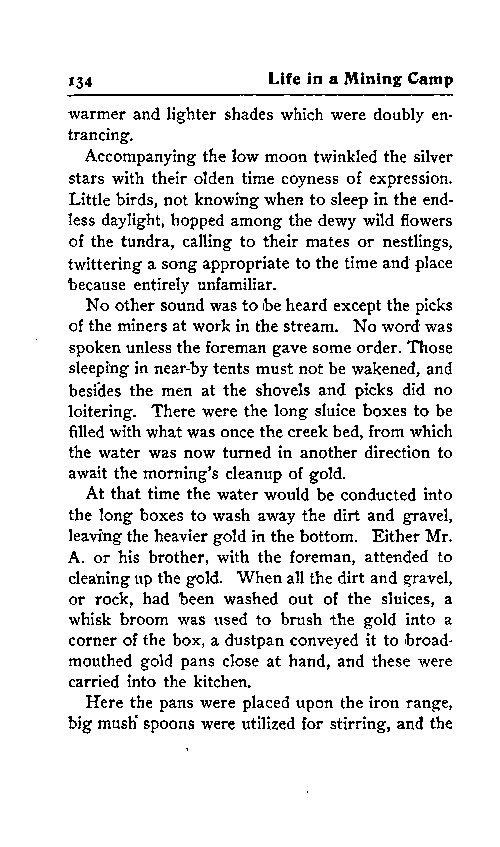 134 Life in a Mining Camp
warmer and lighter shades which were doubly en-
trancing.
Accompanying the low moon twinkled the silver
stars with their olden time coyness of expression.
Little birds, not knowing when to sleep in the end-
less daylight, hopped among the dewy wild flowers
of the tundra, calling to their mates or nestlings,
twittering a song appropriate to the time and place
because entirely unfamiliar.
No other sound was to be heard except the picks
of the miners at work in the stream. No word was
spoken unless the foreman gave some order. Those
sleeping in near-by tents must not be wakened, and
besides the men at the shovels and picks did no
loitering. There were the long sluice boxes to be
filled with what was once the creek bed, from which
the water was now turned in another direction to
await the morning's cleanup of gold.
At that time the water would be conducted into
the long boxes to wash away the dirt and gravel,
leaving the heavier gold in the bottom. Either Mr.
A. or his brother, with the foreman, attended to
cleaning up the gold. When all the dirt and gravel,
or rock, had been washed out of the sluices, a
whisk broom was used to brush the gold into a
corner of the box, a dustpan conveyed it to broad-
mouthed gold pans close at hand, and these were
carried into the kitchen.
Here the pans were placed upon the iron range,
big mush spoons were utilized for stirring, and the